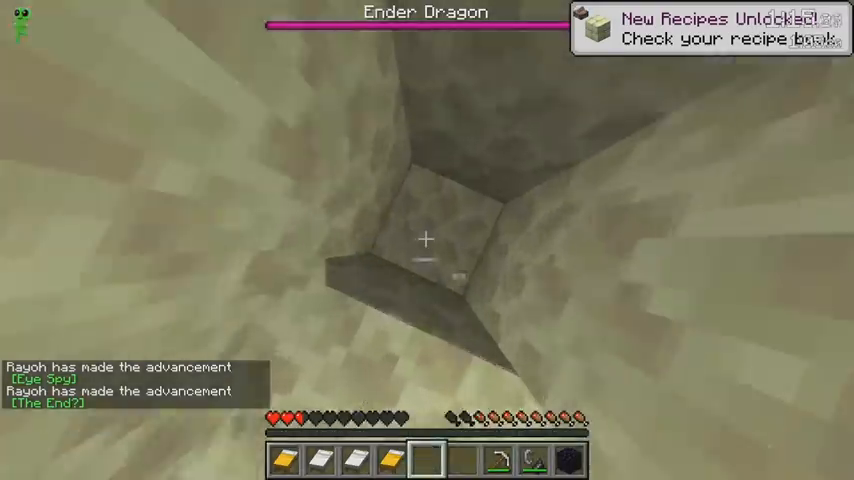 Ender Dragon
New Recipes Unlocked!
Check your recipe book
Rayoh has made the advancement
[Eye Spy]
Rayoh has made the advancement
[The End?]